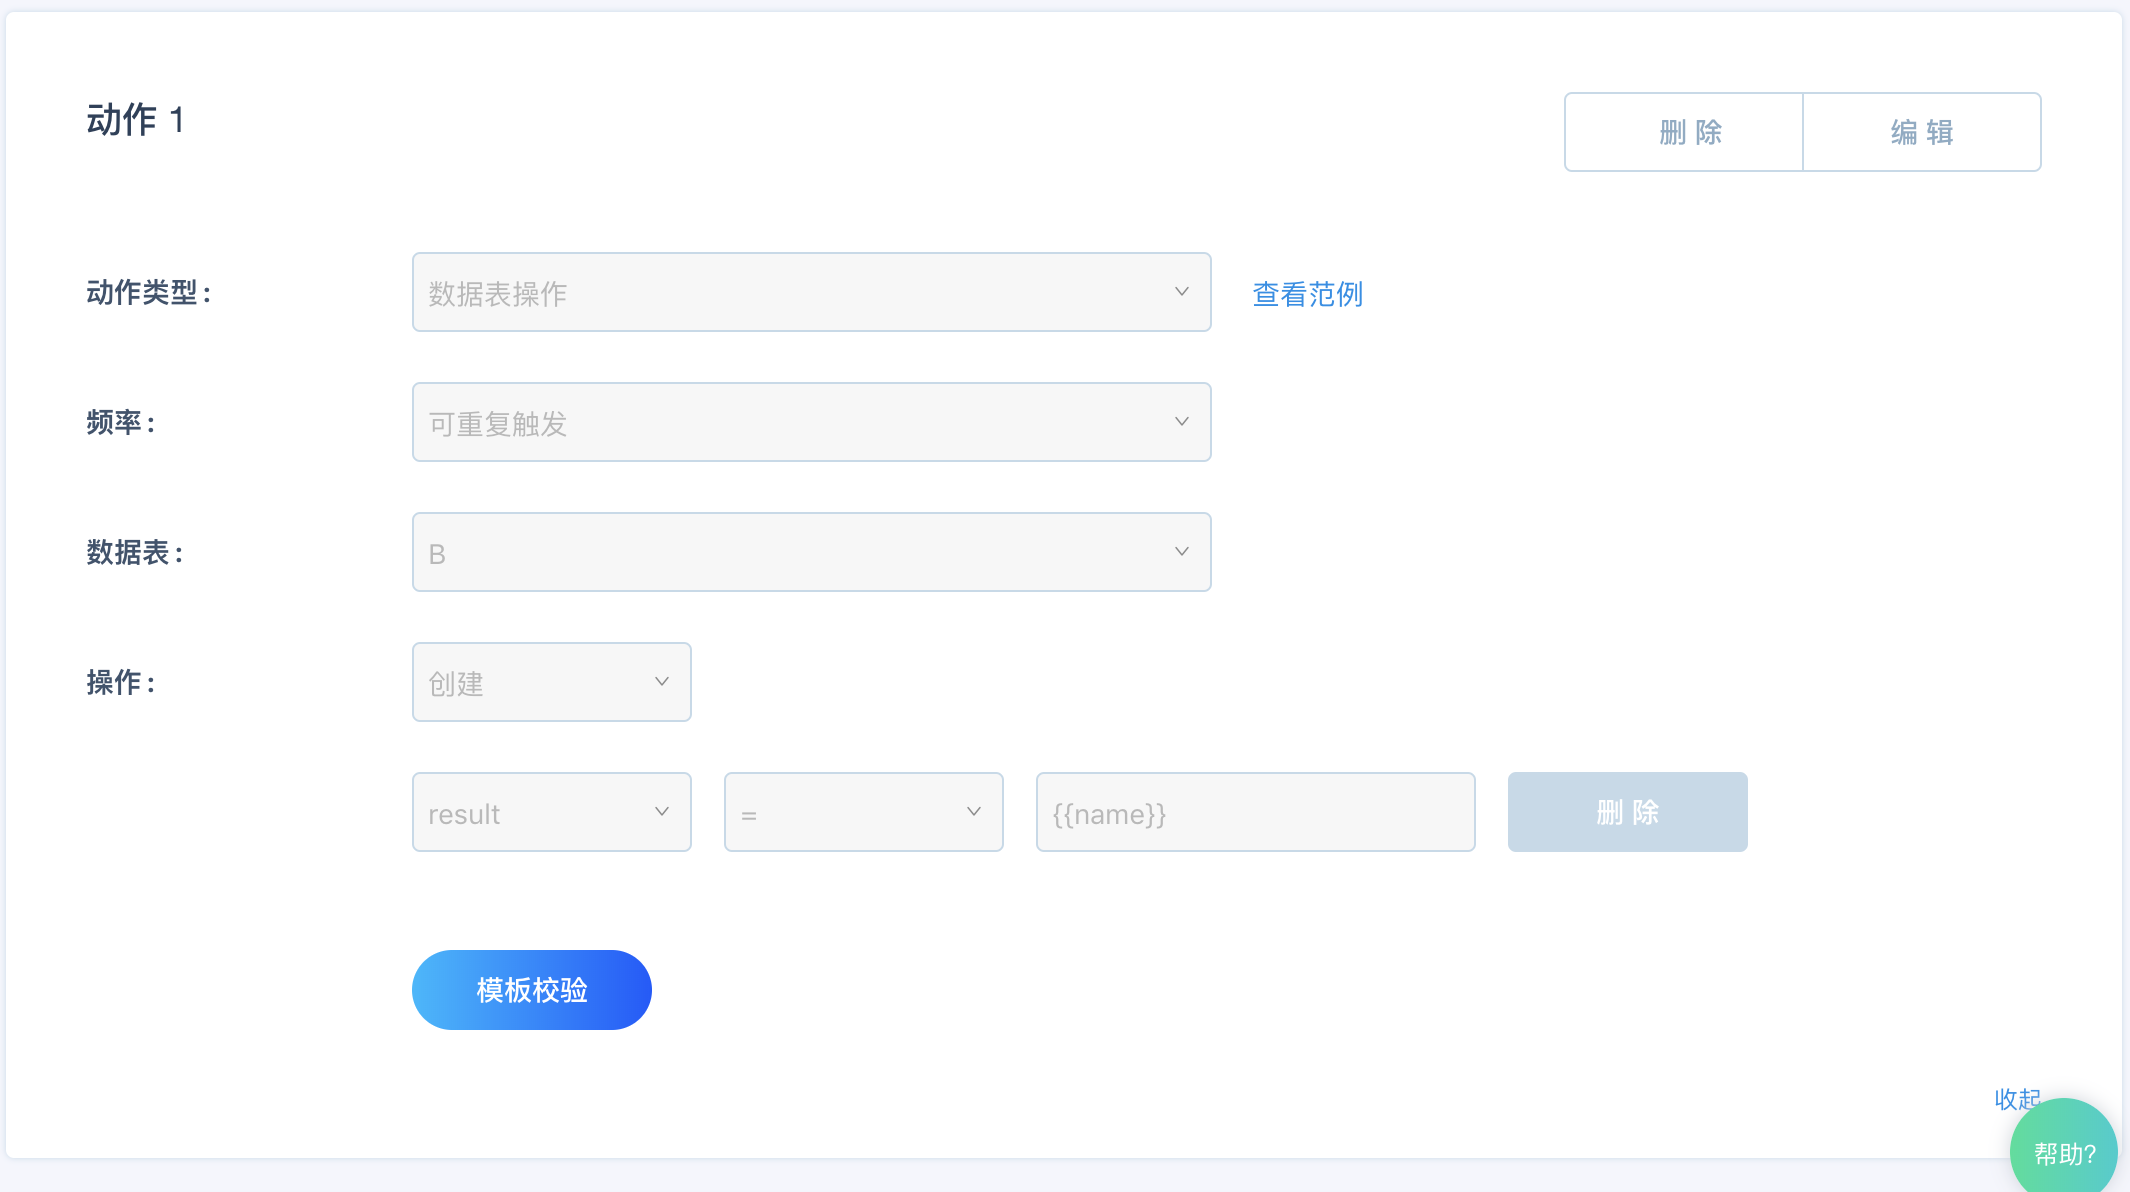 动作 1
删 除
编 辑
动作类型：
数据表操作
查看范例
频率：
可重复触发
数据表：
B
操作：
创建
result
=
{{name}}
删 除
模板校验
收起
帮助?